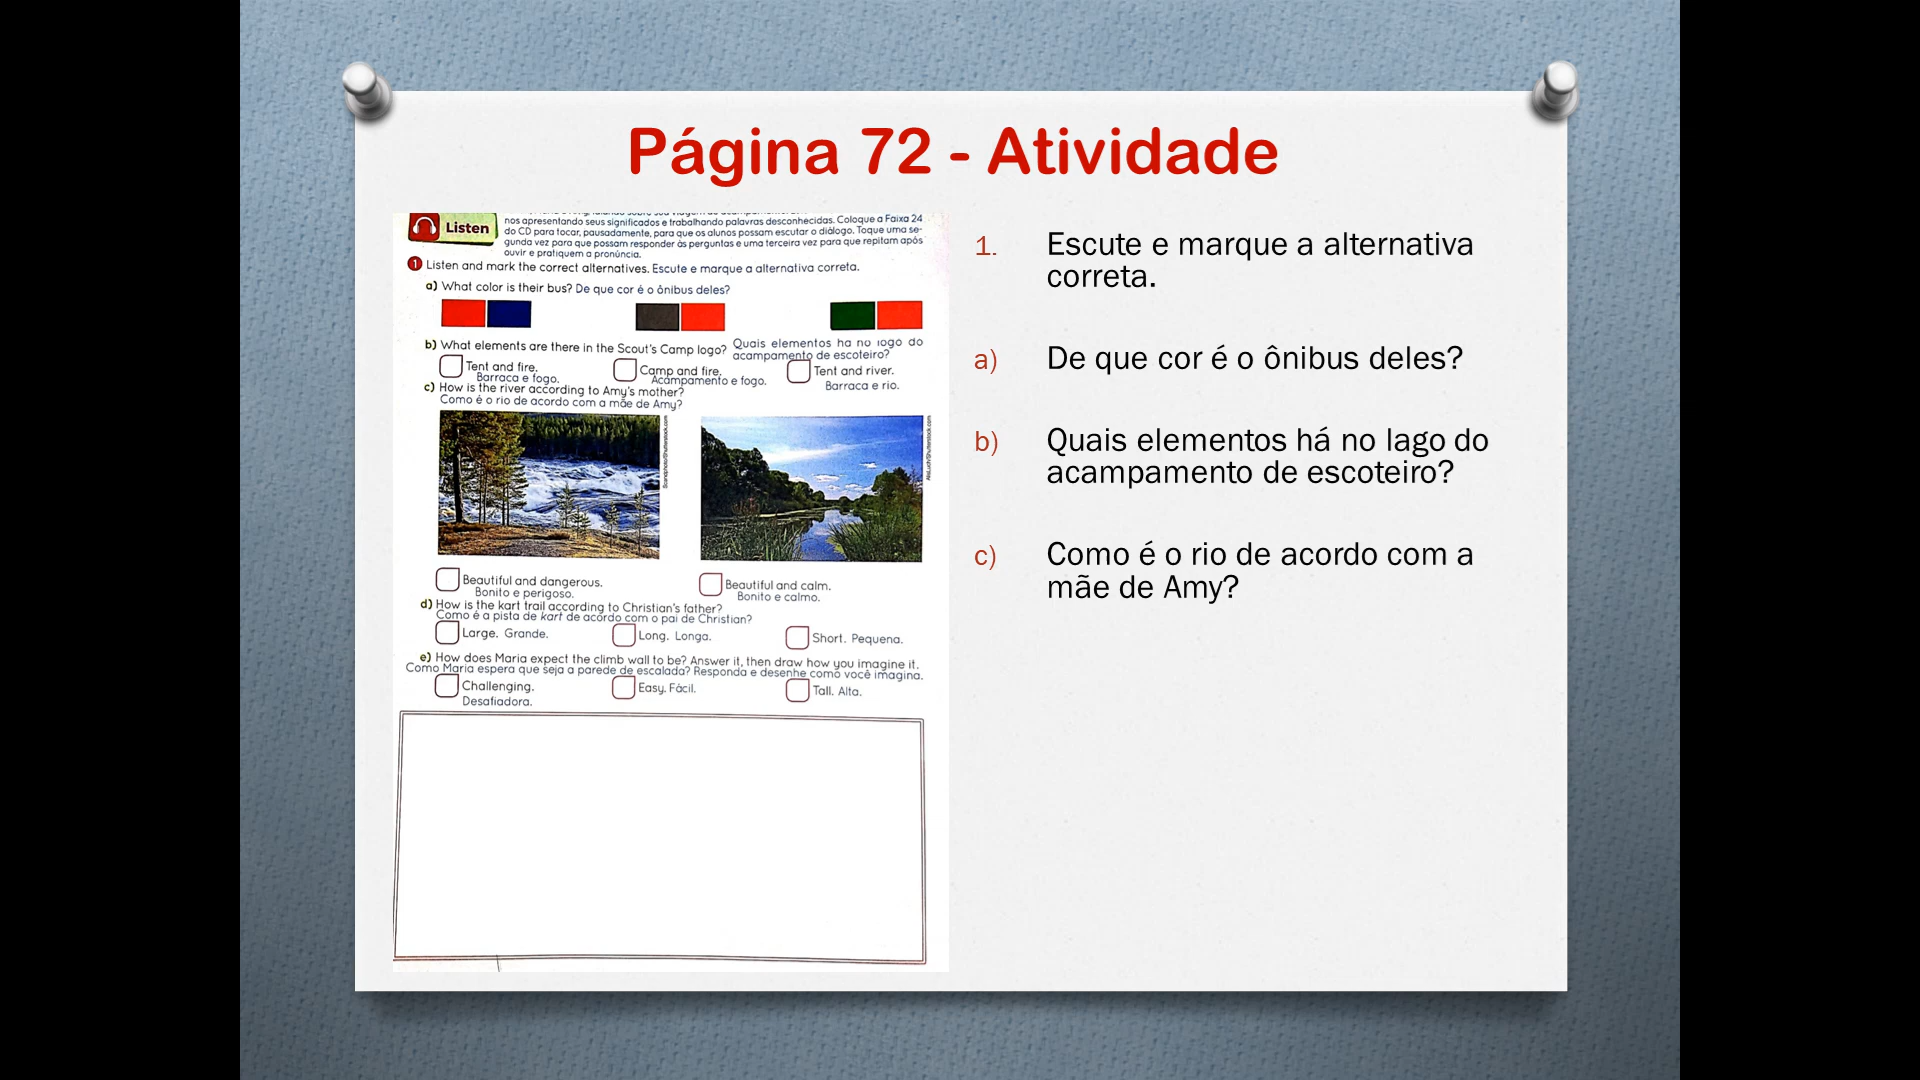 Página 72 - Atividade
Listen
nos apresentando seus significados e trabalhando palavras desconhecidas. Coloque a Faixa 24
do CD para tocar, pausadamente, para que os alunos possam escutar o diálogo. Toque uma se-
gunda vez para que possam responder às perguntas e uma terceira vez para que repitam após
ouvir e pratiquem a pronúncia.
1 Listen and mark the correct alternatives. Escute e marque a alternativa correta.
a) What color is their bus? De que cor é o ônibus deles?
b) What elements are there in the Scout's Camp logo? Quais elementos há no logo do
acampamento de escoteiro?
Tent and fire. Camp and fire. Tent and river.
Barraca e fogo. Acampamento e fogo. Barraca e rio.
c) How is the river according to Amy's mother?
Como é o rio de acordo com a mãe de Amy?
Beautiful and dangerous. Beautiful and calm.
Bonito e perigoso. Bonito e calmo.
d) How is the kart trail according to Christian's father?
Como é a pista de kart de acordo com o pai de Christian?
Large. Grande. Long. Longa. Short. Pequena.
e) How does Maria expect the climb wall to be? Answer it, then draw how you imagine it.
Como Maria espera que seja a parede de escalada? Responda e desenhe como você imagina.
Challenging. Easy. Fácil. Tall. Alta.
Desafiadora.
1. Escute e marque a alternativa
correta.
a) De que cor é o ônibus deles?
b) Quais elementos há no lago do
acampamento de escoteiro?
c) Como é o rio de acordo com a
mãe de Amy?